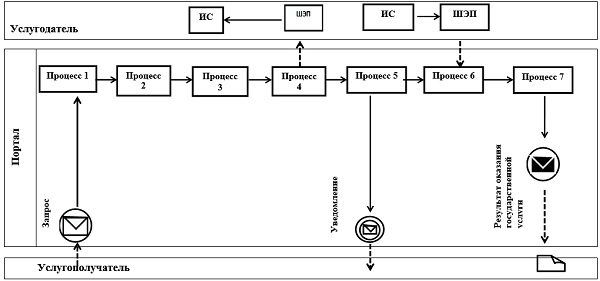 Услугодатель
ИС
ШЭП
ИС
ШЭП
Портал
Процесс 1
Процесс
2
Процесс
3
Процесс
4
Процесс 5
Процесс 6
Процесс 7
Запрос
Уведомление
Результат оказания
государственной
услуги
Услугополучатель